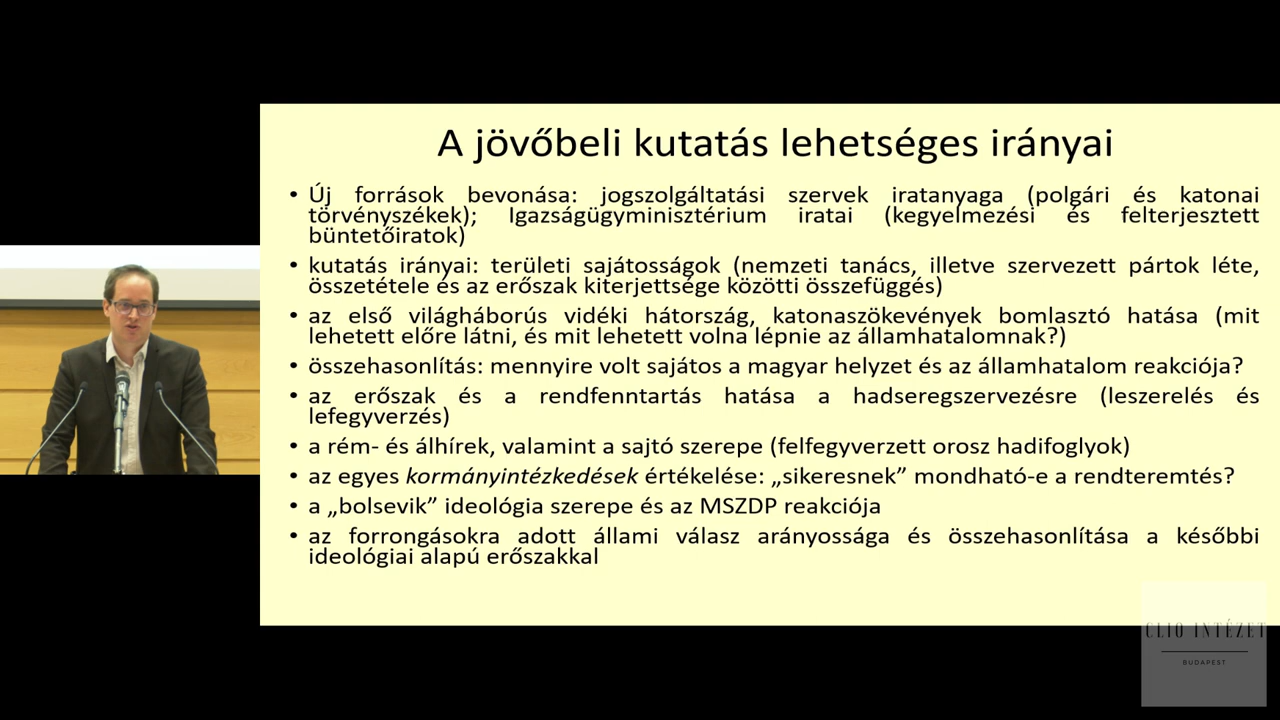 A jövőbeli kutatás lehetséges irányai
• Új források bevonása: jogszolgáltatási szervek iratanyaga (polgári és katonai
törvényszékek); Igazságügyminisztérium iratai (kegyelmezési és felterjesztett
büntetőiratok)
• kutatás irányai: területi sajátosságok (nemzeti tanács, illetve szervezett pártok léte,
összetétele és az erőszak kiterjettsége közötti összefüggés)
• az első világháborús vidéki hátország, katonaszökevények bomlasztó hatása (mit
lehetett előre látni, és mit lehetett volna lépnie az államhatalomnak?)
• összehasonlítás: mennyire volt sajátos a magyar helyzet és az államhatalom reakciója?
• az erőszak és a rendfenntartás hatása a hadseregszervezésre (leszerelés és
lefegyverzés)
• a rém- és álhírek, valamint a sajtó szerepe (felfegyverzett orosz hadifoglyok)
• az egyes kormányintézkedések értékelése: „sikeresnek” mondható-e a rendteremtés?
• a „bolsevik” ideológia szerepe és az MSZDP reakciója
• az forrongásokra adott állami válasz arányossága és összehasonlítása a későbbi
ideológiai alapú erőszakkal
CLIO INTÉZET
BUDAPEST